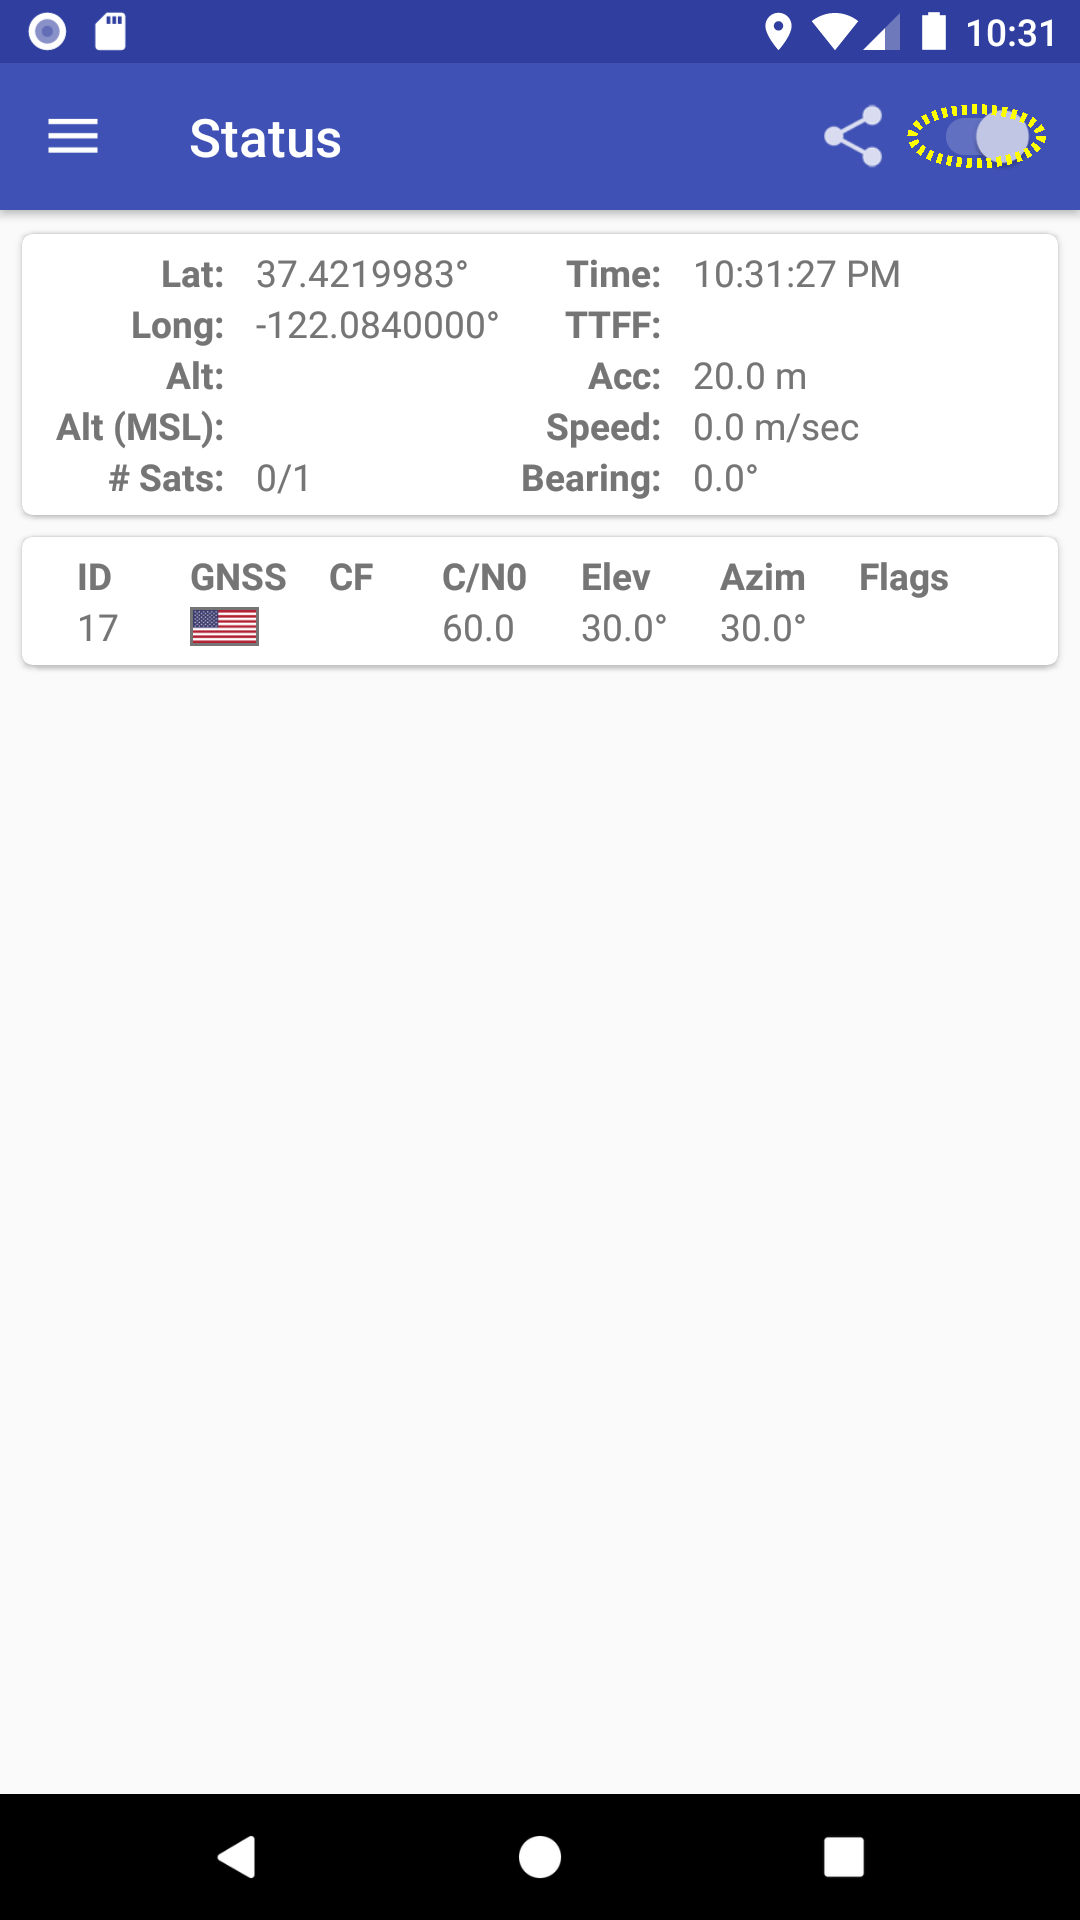 10:31
Status
Lat: 37.4219983° Time: 10:31:27 PM
Long: -122.0840000° TTFF:
Alt: Acc: 20.0 m
Alt (MSL): Speed: 0.0 m/sec
# Sats: 0/1 Bearing: 0.0°
ID GNSS CF C/N0 Elev Azim Flags
17 60.0 30.0° 30.0°